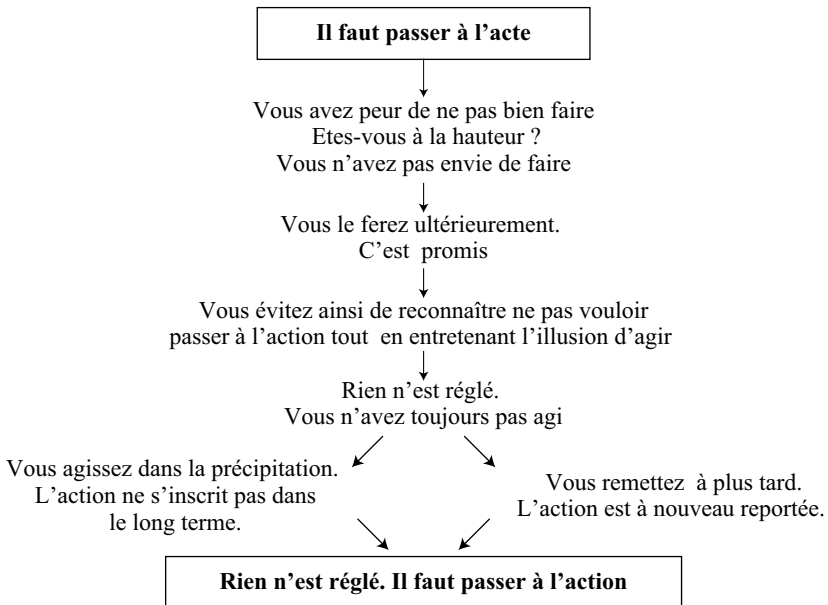 Il faut passer à l’acte
Vous avez peur de ne pas bien faire
Etes-vous à la hauteur ?
Vous n’avez pas envie de faire
Vous le ferez ultérieurement.
C’est promis
Vous évitez ainsi de reconnaître ne pas vouloir
passer à l’action tout en entretenant l’illusion d’agir
Rien n’est réglé.
Vous n’avez toujours pas agi
Vous agissez dans la précipitation.
L’action ne s’inscrit pas dans
le long terme.
Vous remettez à plus tard.
L’action est à nouveau reportée.
Rien n’est réglé. Il faut passer à l’action